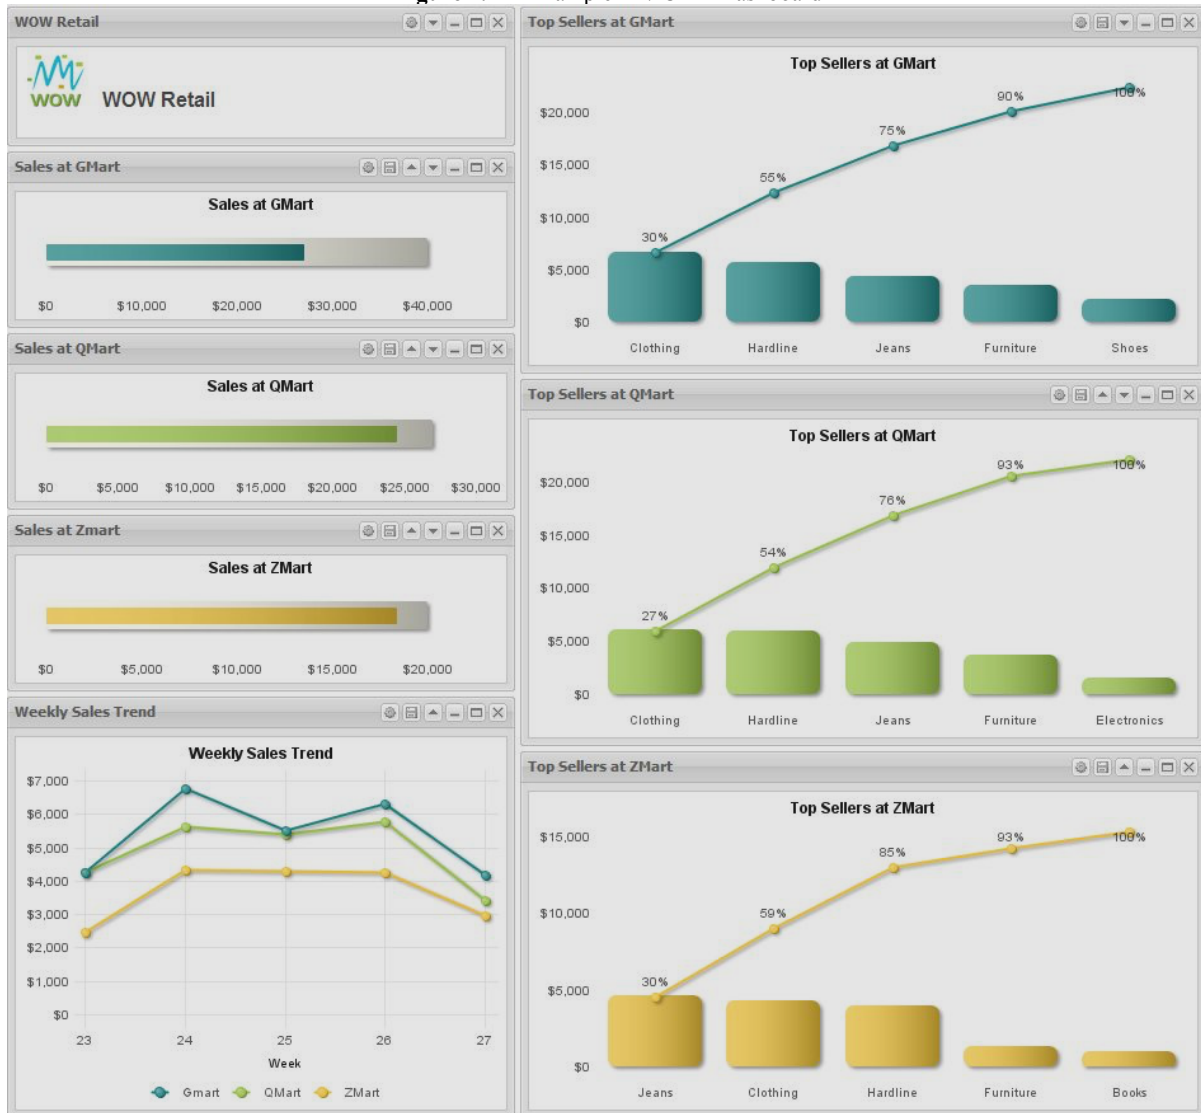 WOW Retail
WOW
WOW Retail
Sales at GMart
Sales at GMart
$0 $10,000 $20,000 $30,000 $40,000
Sales at QMart
Sales at QMart
$0 $5,000 $10,000 $15,000 $20,000 $25,000 $30,000
Sales at Zmart
Sales at ZMart
$0 $5,000 $10,000 $15,000 $20,000
Weekly Sales Trend
Weekly Sales Trend
$7,000
$6,000
$5,000
$4,000
$3,000
$2,000
$1,000
$0
23 24 25 26 27
Week
Gmart QMart ZMart
Top Sellers at GMart
Top Sellers at GMart
100%
90%
$20,000
75%
$15,000
55%
$10,000
30%
$5,000
$0
Clothing Hardline Jeans Furniture Shoes
Top Sellers at QMart
Top Sellers at QMart
93% 100%
$20,000
76%
$15,000
54%
$10,000
27%
$5,000
$0
Clothing Hardline Jeans Furniture Electronics
Top Sellers at ZMart
Top Sellers at ZMart
$15,000 93% 100%
85%
$10,000 59%
$5,000 30%
$0
Jeans Clothing Hardline Furniture Books